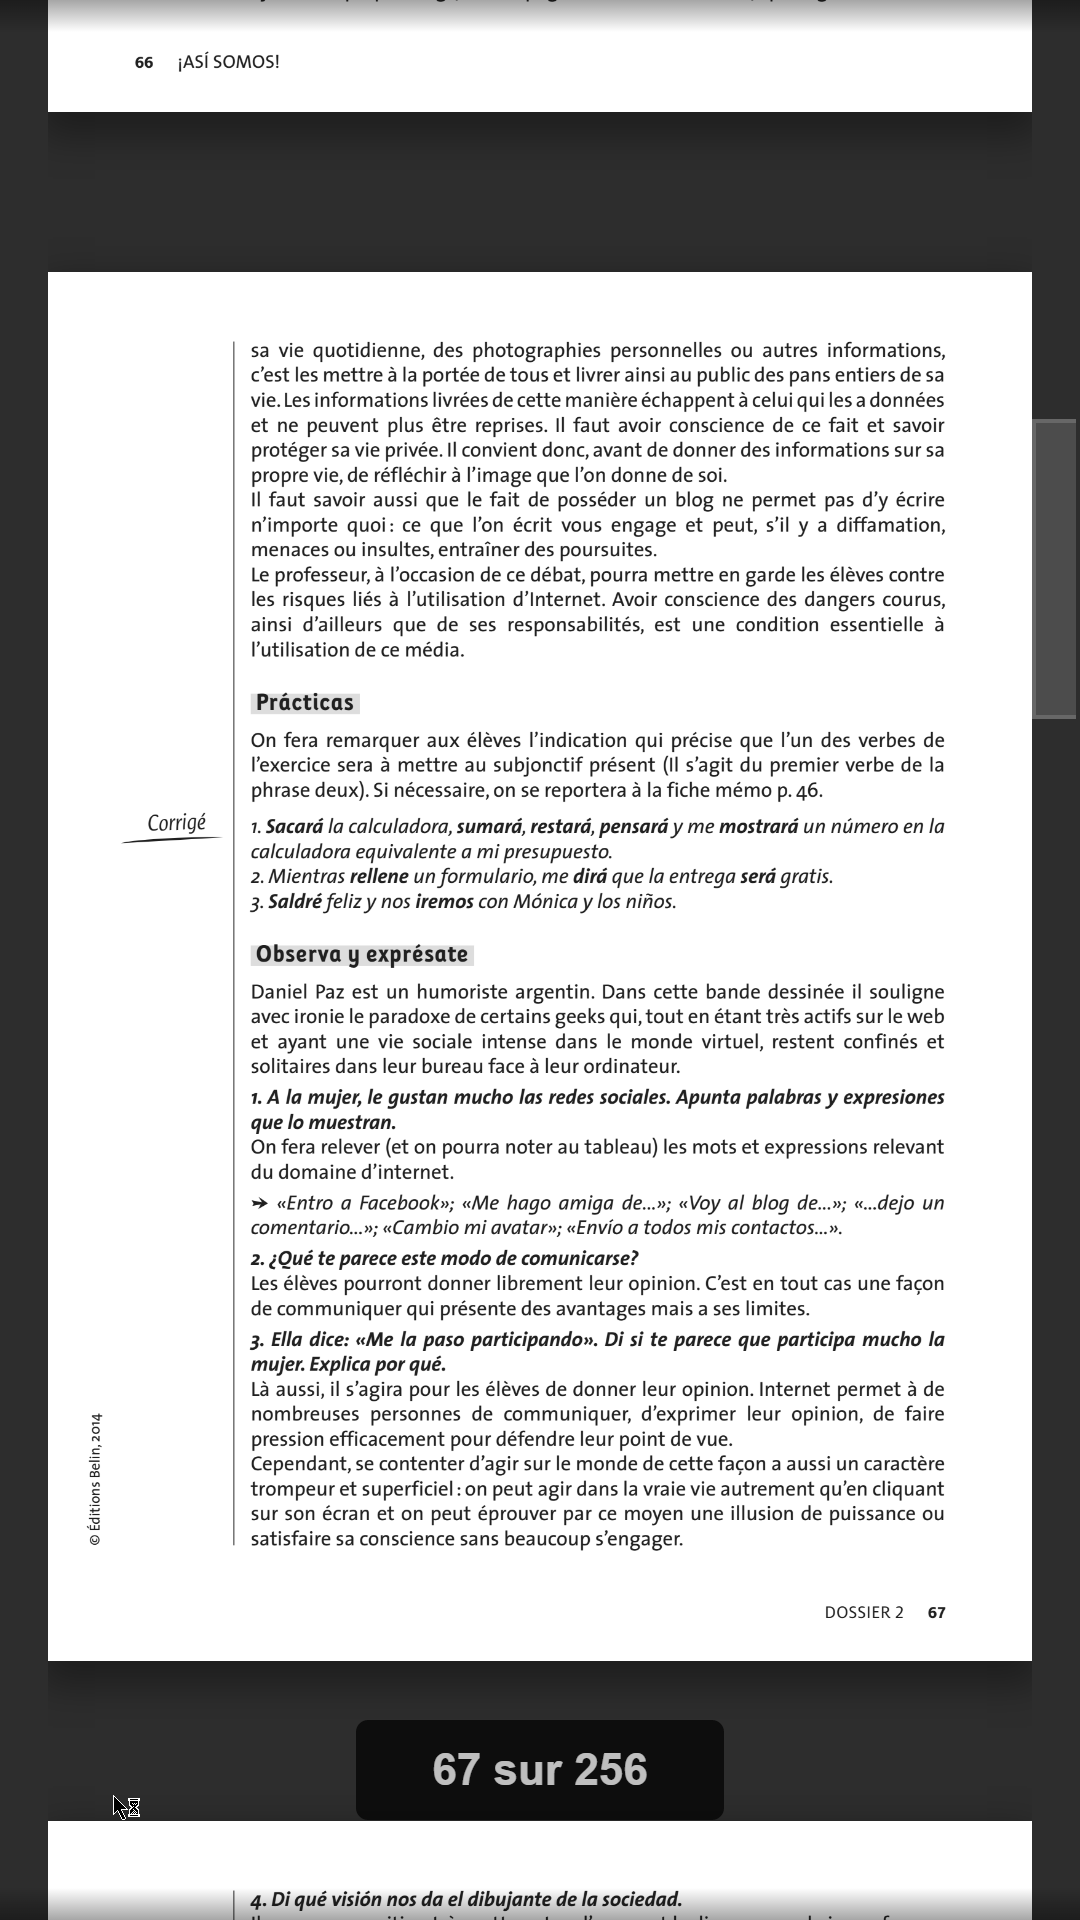 66 ¡ASÍ SOMOS!
sa vie quotidienne, des photographies personnelles ou autres informations,
c’est les mettre à la portée de tous et livrer ainsi au public des pans entiers de sa
vie. Les informations livrées de cette manière échappent à celui qui les a données
et ne peuvent plus être reprises. Il faut avoir conscience de ce fait et savoir
protéger sa vie privée. Il convient donc, avant de donner des informations sur sa
propre vie, de réfléchir à l’image que l’on donne de soi.
Il faut savoir aussi que le fait de posséder un blog ne permet pas d’y écrire
n’importe quoi : ce que l’on écrit vous engage et peut, s’il y a diffamation,
menaces ou insultes, entraîner des poursuites.
Le professeur, à l’occasion de ce débat, pourra mettre en garde les élèves contre
les risques liés à l’utilisation d’Internet. Avoir conscience des dangers courus,
ainsi d’ailleurs que de ses responsabilités, est une condition essentielle à
l’utilisation de ce média.
Prácticas
On fera remarquer aux élèves l’indication qui précise que l’un des verbes de
l’exercice sera à mettre au subjonctif présent (Il s’agit du premier verbe de la
phrase deux). Si nécessaire, on se reportera à la fiche mémo p. 46.
Corrigé
1. Sacará la calculadora, sumará, restará, pensará y me mostrará un número en la
calculadora equivalente a mi presupuesto.
2. Mientras rellene un formulario, me dirá que la entrega será gratis.
3. Saldré feliz y nos iremos con Mónica y los niños.
Observa y exprésate
Daniel Paz est un humoriste argentin. Dans cette bande dessinée il souligne
avec ironie le paradoxe de certains geeks qui, tout en étant très actifs sur le web
et ayant une vie sociale intense dans le monde virtuel, restent confinés et
solitaires dans leur bureau face à leur ordinateur.
1. A la mujer, le gustan mucho las redes sociales. Apunta palabras y expresiones
que lo muestran.
On fera relever (et on pourra noter au tableau) les mots et expressions relevant
du domaine d’internet.
➛ «Entro a Facebook»; «Me hago amiga de...»; «Voy al blog de...»; «...dejo un
comentario...»; «Cambio mi avatar»; «Envío a todos mis contactos...».
2. ¿Qué te parece este modo de comunicarse?
Les élèves pourront donner librement leur opinion. C’est en tout cas une façon
de communiquer qui présente des avantages mais a ses limites.
3. Ella dice: «Me la paso participando». Di si te parece que participa mucho la
mujer. Explica por qué.
Là aussi, il s’agira pour les élèves de donner leur opinion. Internet permet à de
nombreuses personnes de communiquer, d’exprimer leur opinion, de faire
pression efficacement pour défendre leur point de vue.
Cependant, se contenter d’agir sur le monde de cette façon a aussi un caractère
trompeur et superficiel : on peut agir dans la vraie vie autrement qu’en cliquant
sur son écran et on peut éprouver par ce moyen une illusion de puissance ou
satisfaire sa conscience sans beaucoup s’engager.
© Éditions Belin, 2014
DOSSIER 2 67
67 sur 256
4. Di qué visión nos da el dibujante de la sociedad.